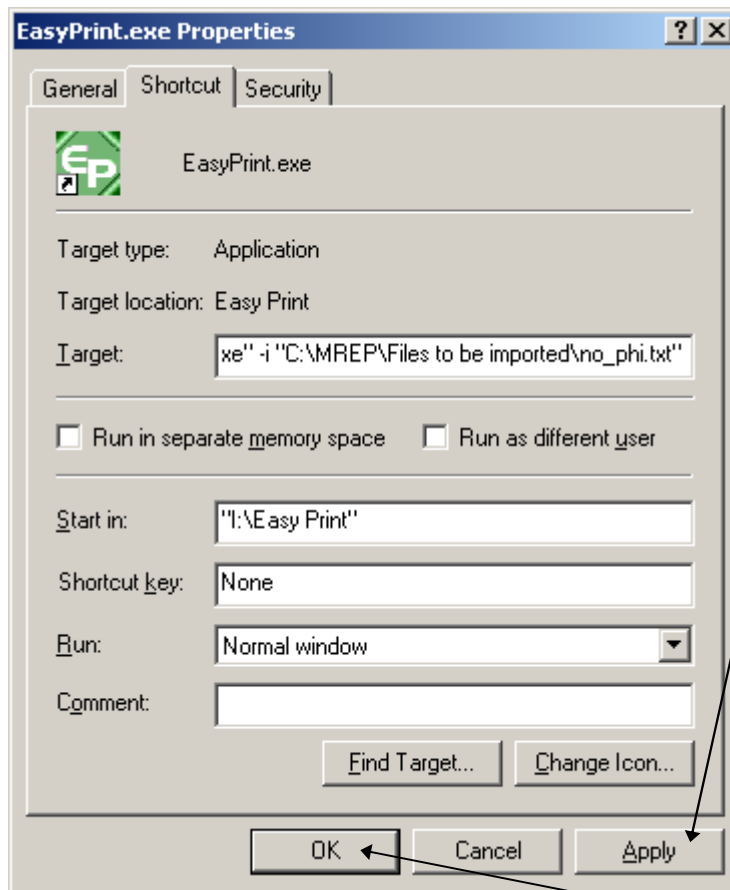 EasyPrint.exe Properties
General Shortcut Security
EP EasyPrint.exe
Target type: Application
Target location: Easy Print
Target: xe" -i "C:\MREP\Files to be imported\no_phi.txt"
Run in separate memory space Run as different user
Start in: "I:\Easy Print"
Shortcut key: None
Run: Normal window
Comment:
Find Target... Change Icon...
OK Cancel Apply